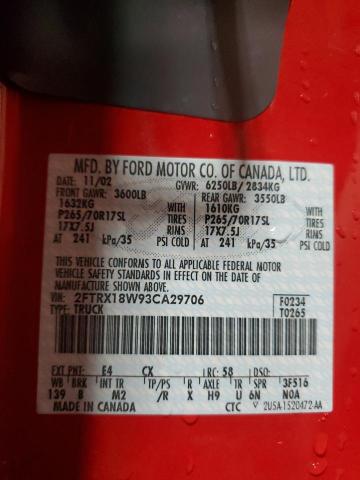 MFD. BY FORD MOTOR CO. OF CANADA, LTD.
DATE: 11/02 GVWR: 6250LB/ 2834KG
FRONT GAWR: 3600LB REAR GAWR: 3550LB
1632KG WITH 1610KG WITH
P265/70R17SL TIRES P265/70R17SL TIRES
17X7.5J RIMS 17X7.5J RIMS
AT 241 kPa/35 PSI COLD AT 241 kPa/35 PSI COLD
THIS VEHICLE CONFORMS TO ALL APPLICABLE FEDERAL MOTOR
VEHICLE SAFETY STANDARDS IN EFFECT ON THE DATE OF
MANUFACTURE SHOWN ABOVE.
VIN: 2FTRX18W93CA29706 F0234
TYPE: TRUCK T0265
EXT PNT: E4 CX RC: 58 DSO:
WB BRK INT TR TP/PS R AXLE TR SPR 3F516
139 B M2 /R X H9 U 6N N0A
MADE IN CANADA CTC 2U5A-1520472-AA